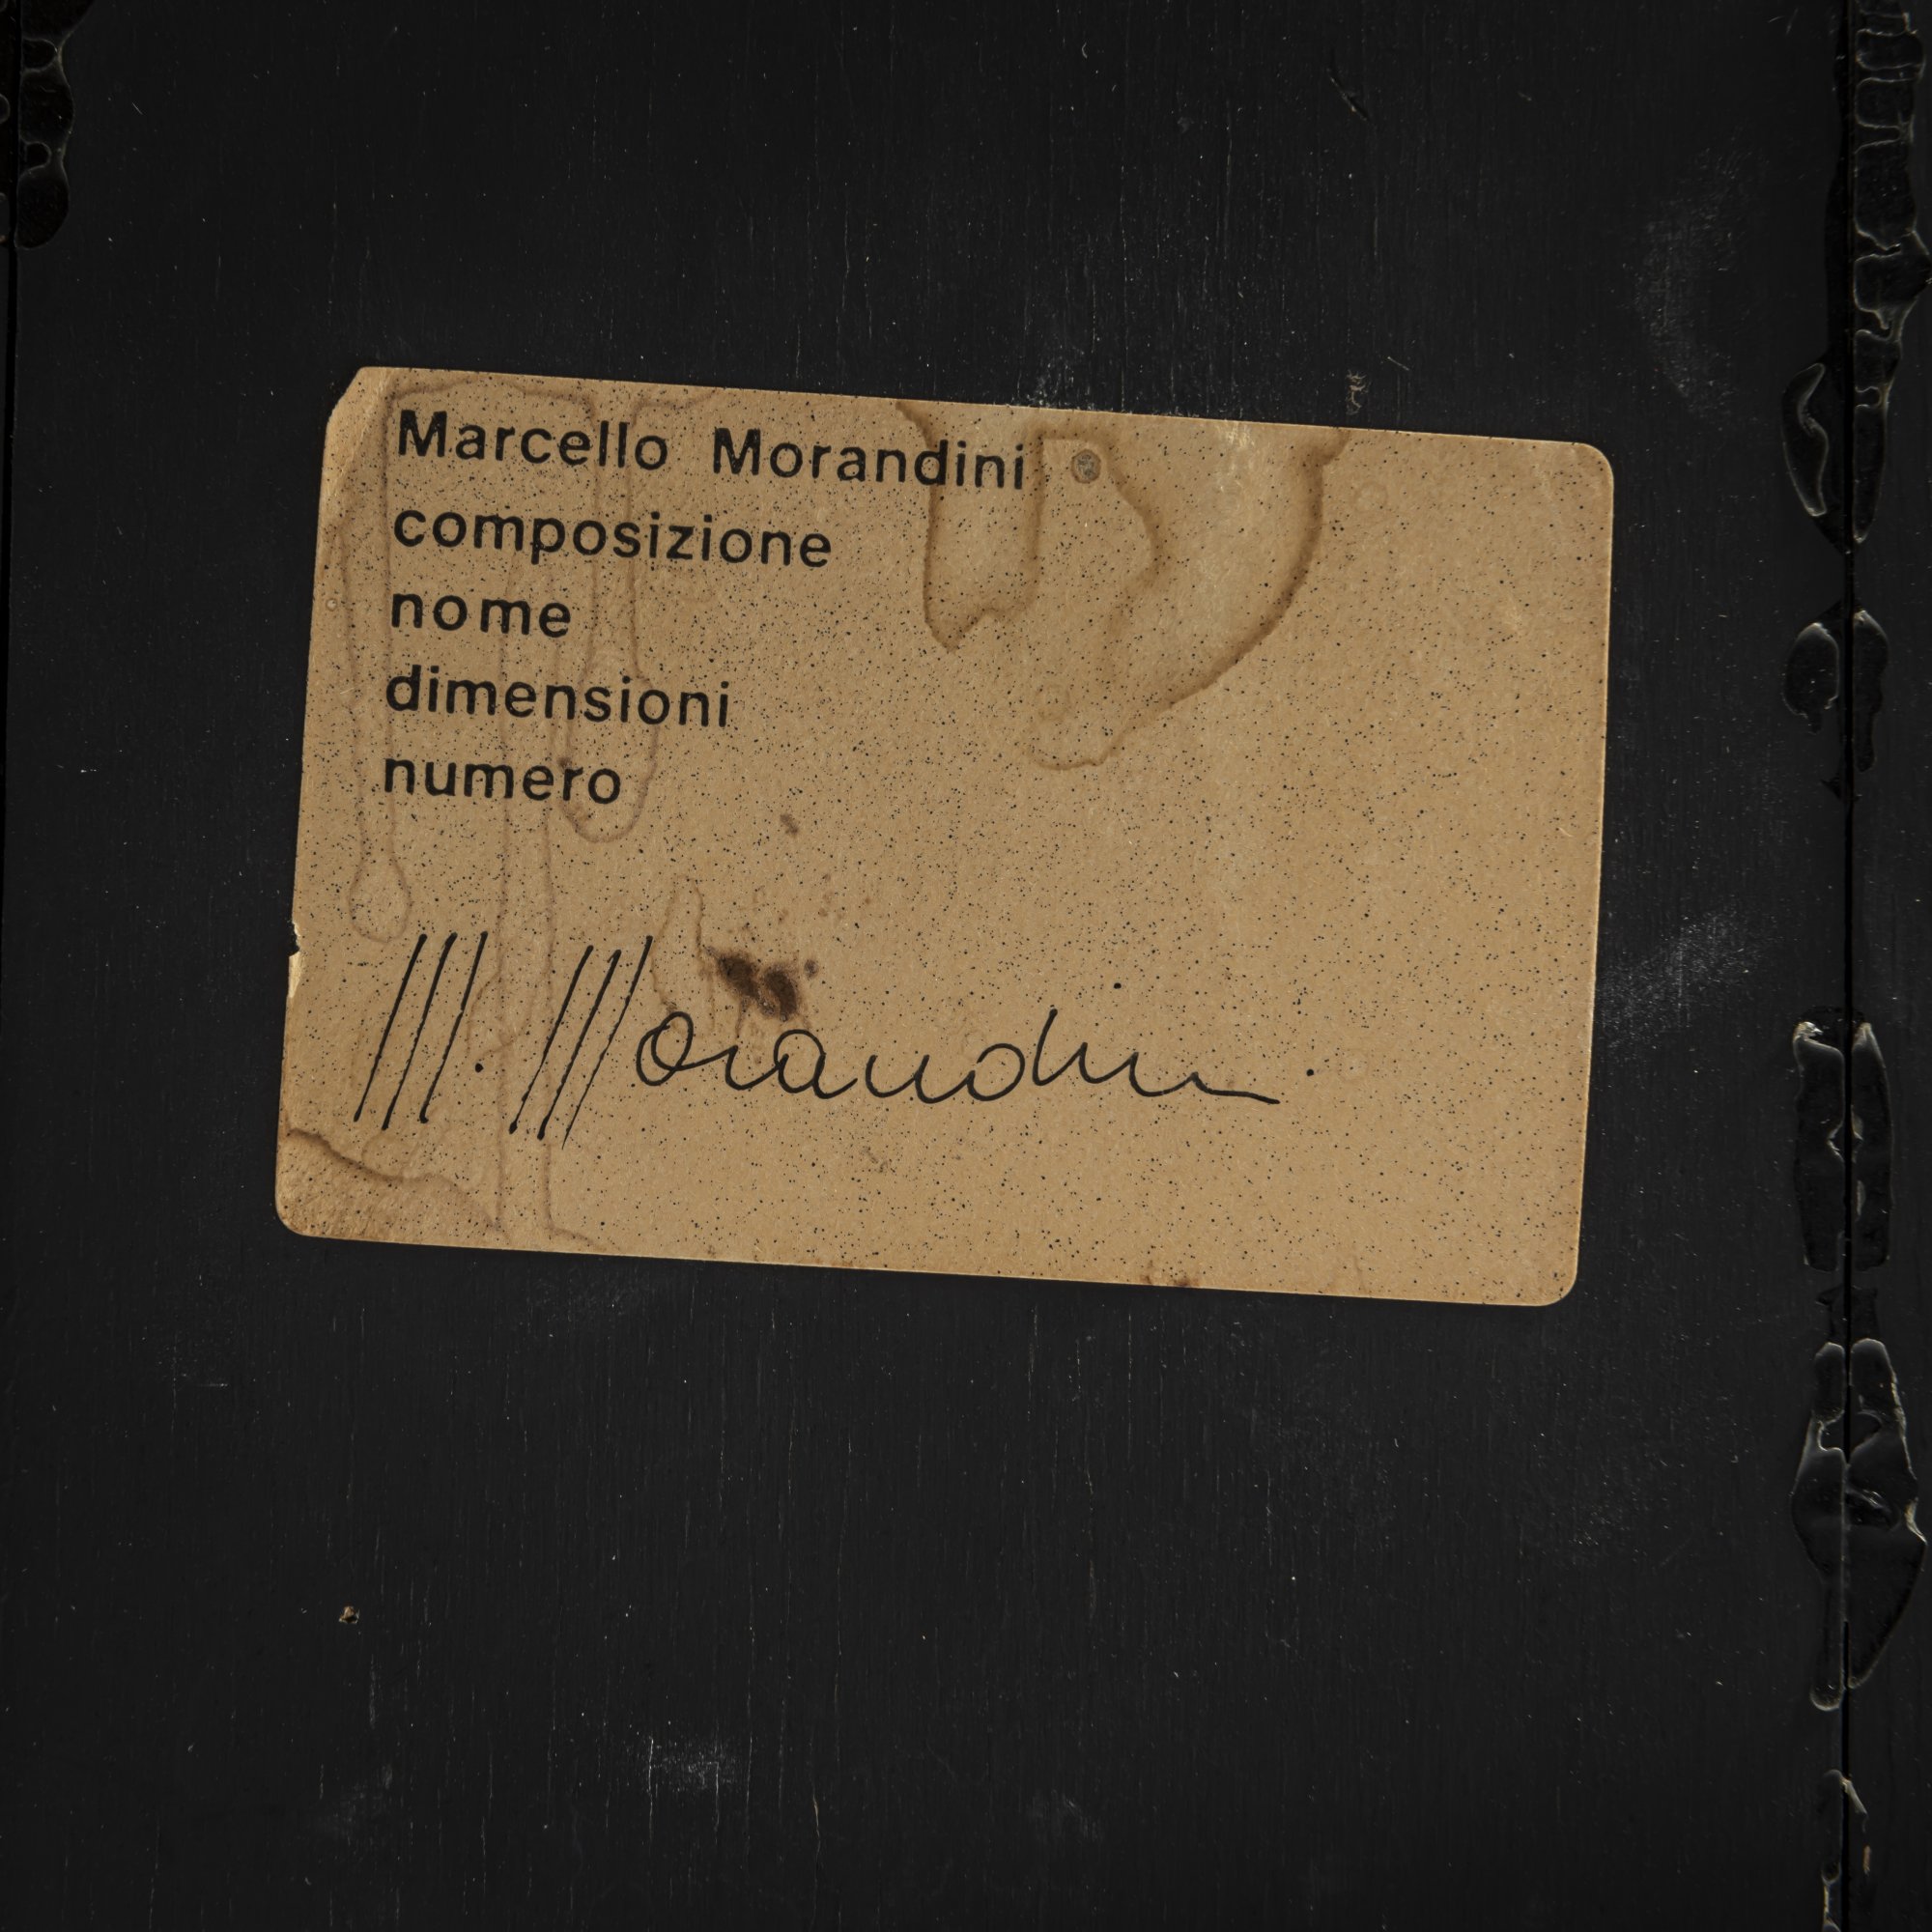 Marcello Morandini
composizione
nome
dimensioni
numero
M. Morandini